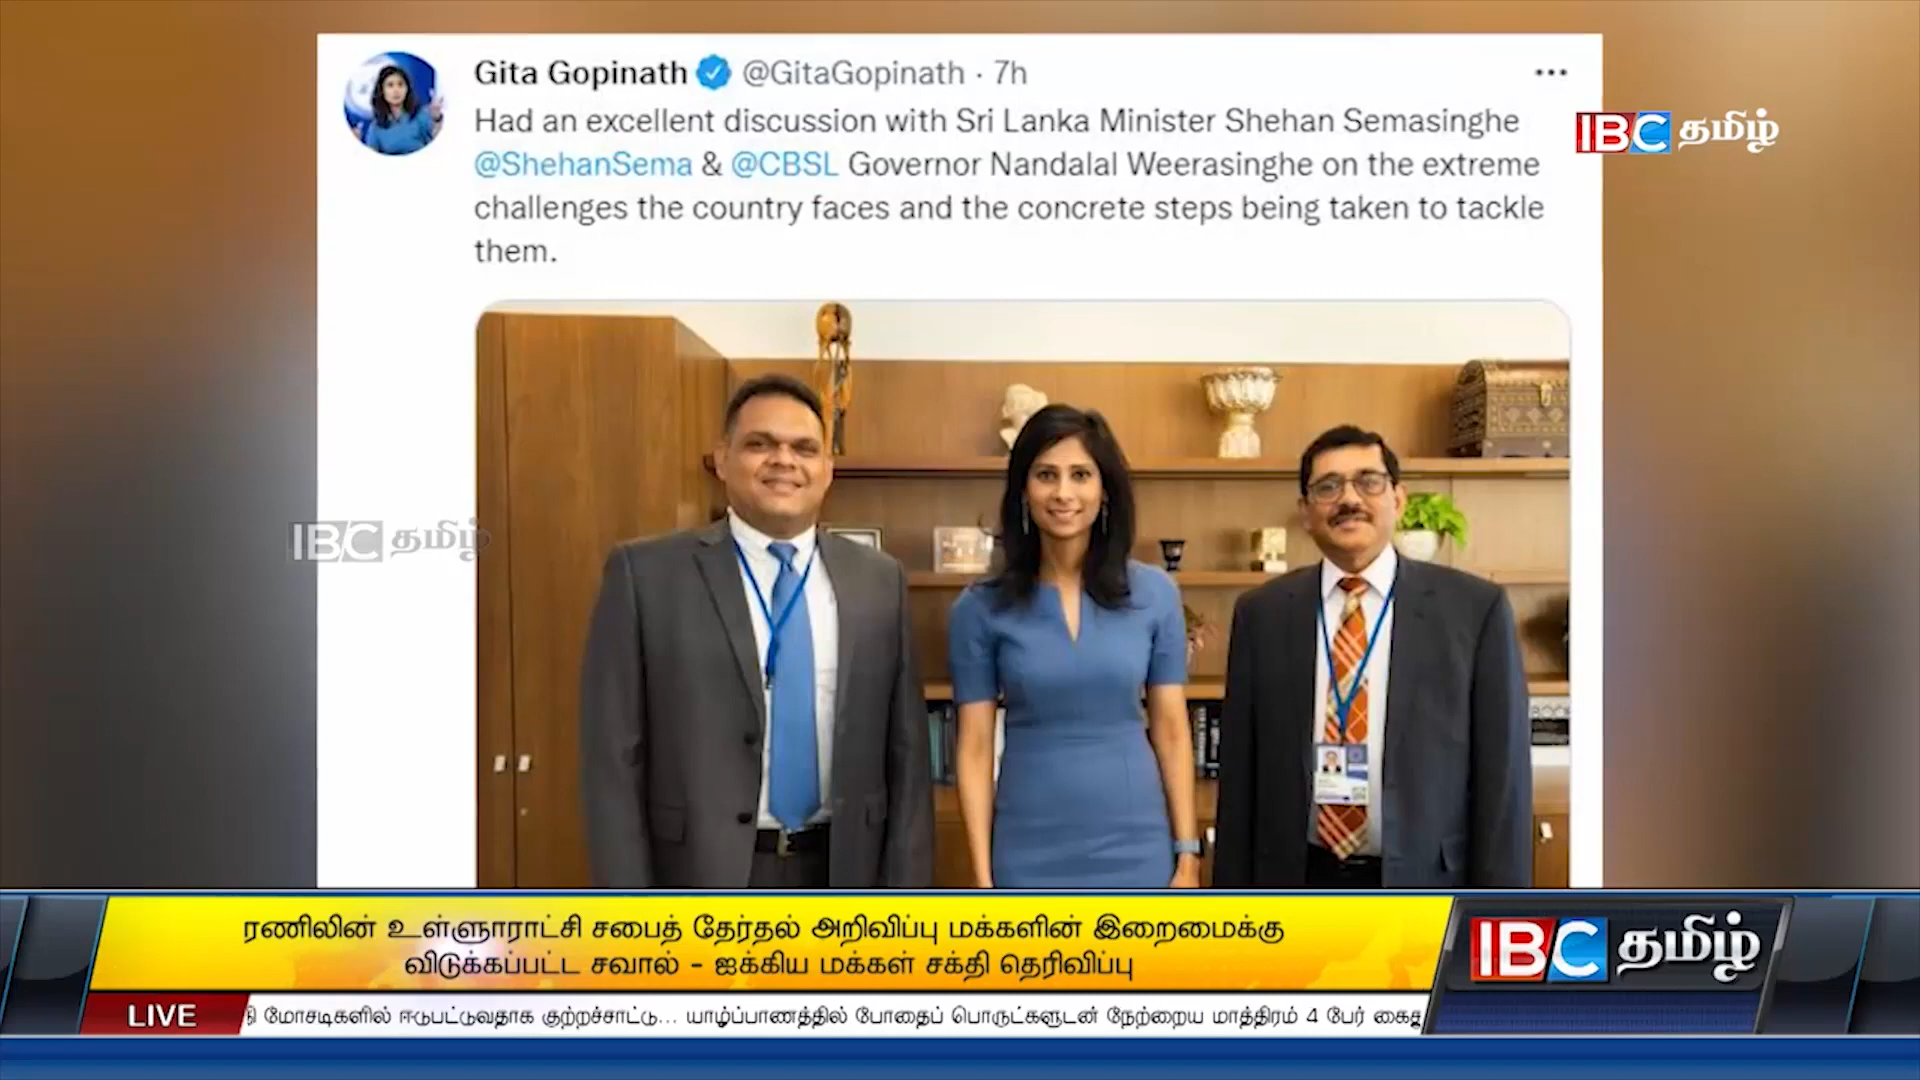 Gita Gopinath @GitaGopinath · 7h
Had an excellent discussion with Sri Lanka Minister Shehan Semasinghe
@ShehanSema & @CBSL Governor Nandalal Weerasinghe on the extreme
challenges the country faces and the concrete steps being taken to tackle
them.
IBC தமிழ்
IBC தமிழ்
ரணிலின் உள்ளுராட்சி சபைத் தேர்தல் அறிவிப்பு மக்களின் இறைமைக்கு
விடுக்கப்பட்ட சவால் - ஐக்கிய மக்கள் சக்தி தெரிவிப்பு
IBC தமிழ்
LIVE
மோசடிகளில் ஈடுபட்டுவதாக குற்றச்சாட்டு... யாழ்ப்பாணத்தில் போதைப் பொருட்களுடன் நேற்றைய மாத்திரம் 4 பேர்